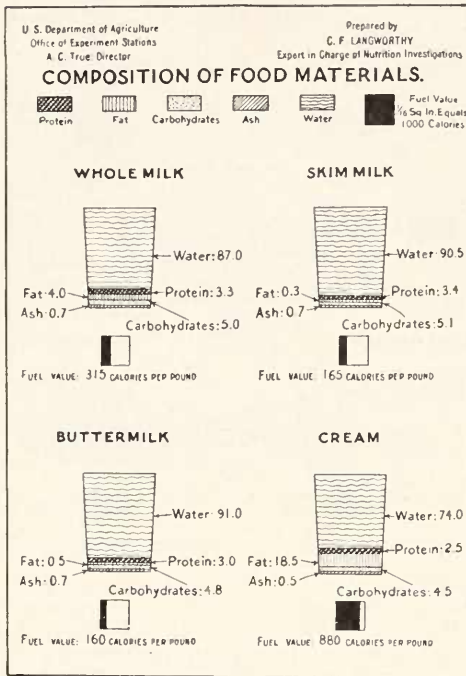 U.S. Department of Agriculture
Office of Experiment Stations
A. C. True: Director
Prepared by
C. F. LANGWORTHY
Expert in Charge of Nutrition Investigations
COMPOSITION OF FOOD MATERIALS.
Protein Fat Carbohydrates Ash Water
Fuel Value
1/16 Sq. In. Equals
1000 Calories
WHOLE MILK
Water: 87.0
Fat: 4.0
Protein: 3.3
Ash: 0.7
Carbohydrates: 5.0
FUEL VALUE: 315 CALORIES PER POUND
SKIM MILK
Water: 90.5
Fat: 0.3
Protein: 3.4
Ash: 0.7
Carbohydrates: 5.1
FUEL VALUE: 165 CALORIES PER POUND
BUTTERMILK
Water: 91.0
Fat: 0.5
Protein: 3.0
Ash: 0.7
Carbohydrates: 4.8
FUEL VALUE: 160 CALORIES PER POUND
CREAM
Water: 74.0
Protein: 2.5
Fat: 18.5
Ash: 0.5
Carbohydrates: 4.5
FUEL VALUE: 880 CALORIES PER POUND